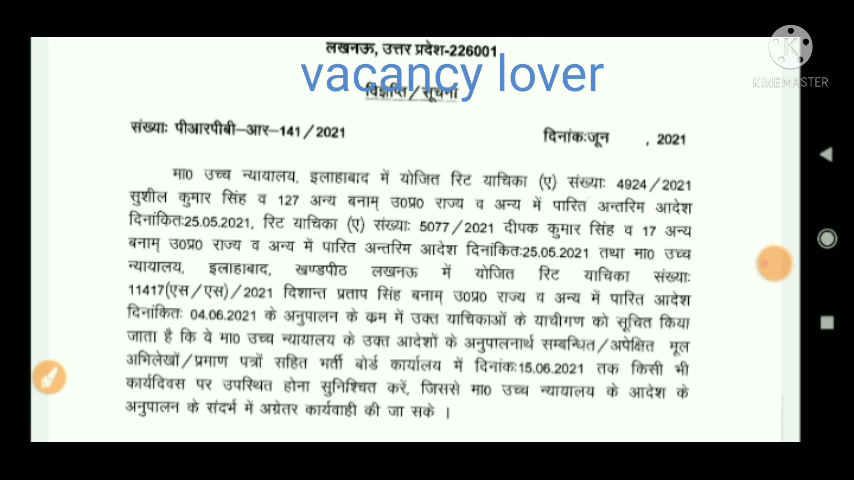 लखनऊ, उत्तर प्रदेश-226001
vacancy lover
विज्ञप्ति/सूचना
K
KINEMASTER
संख्याः पीआरपीबी-आर-141/2021 दिनांक:जून , 2021
मा0 उच्च न्यायालय, इलाहाबाद में योजित रिट याचिका (ए) संख्याः 4924/2021
सुशील कुमार सिंह व 127 अन्य बनाम् उ0प्र0 राज्य व अन्य में पारित अन्तरिम आदेश
दिनांकित:25.05.2021, रिट याचिका (ए) संख्याः 5077/2021 दीपक कुमार सिंह व 17 अन्य
बनाम् उ0प्र0 राज्य व अन्य में पारित अन्तरिम आदेश दिनांकित:25.05.2021 तथा मा0 उच्च
न्यायालय, इलाहाबाद, खण्डपीठ लखनऊ में योजित रिट याचिका संख्याः
11417(एस/एस)/2021 दिशान्त प्रताप सिंह बनाम् उ0प्र0 राज्य व अन्य में पारित आदेश
दिनांकितः 04.06.2021 के अनुपालन के क्रम में उक्त याचिकाओं के याचीगण को सूचित किया
जाता है कि वे मा0 उच्च न्यायालय के उक्त आदेशों के अनुपालनार्थ सम्बन्धित/अपेक्षित मूल
अभिलेखों/प्रमाण पत्रों सहित भर्ती बोर्ड कार्यालय में दिनांक:15.06.2021 तक किसी भी
कार्यदिवस पर उपस्थित होना सुनिश्चित करें, जिससे मा0 उच्च न्यायालय के आदेश के
अनुपालन के संदर्भ में अग्रेतर कार्यवाही की जा सके ।